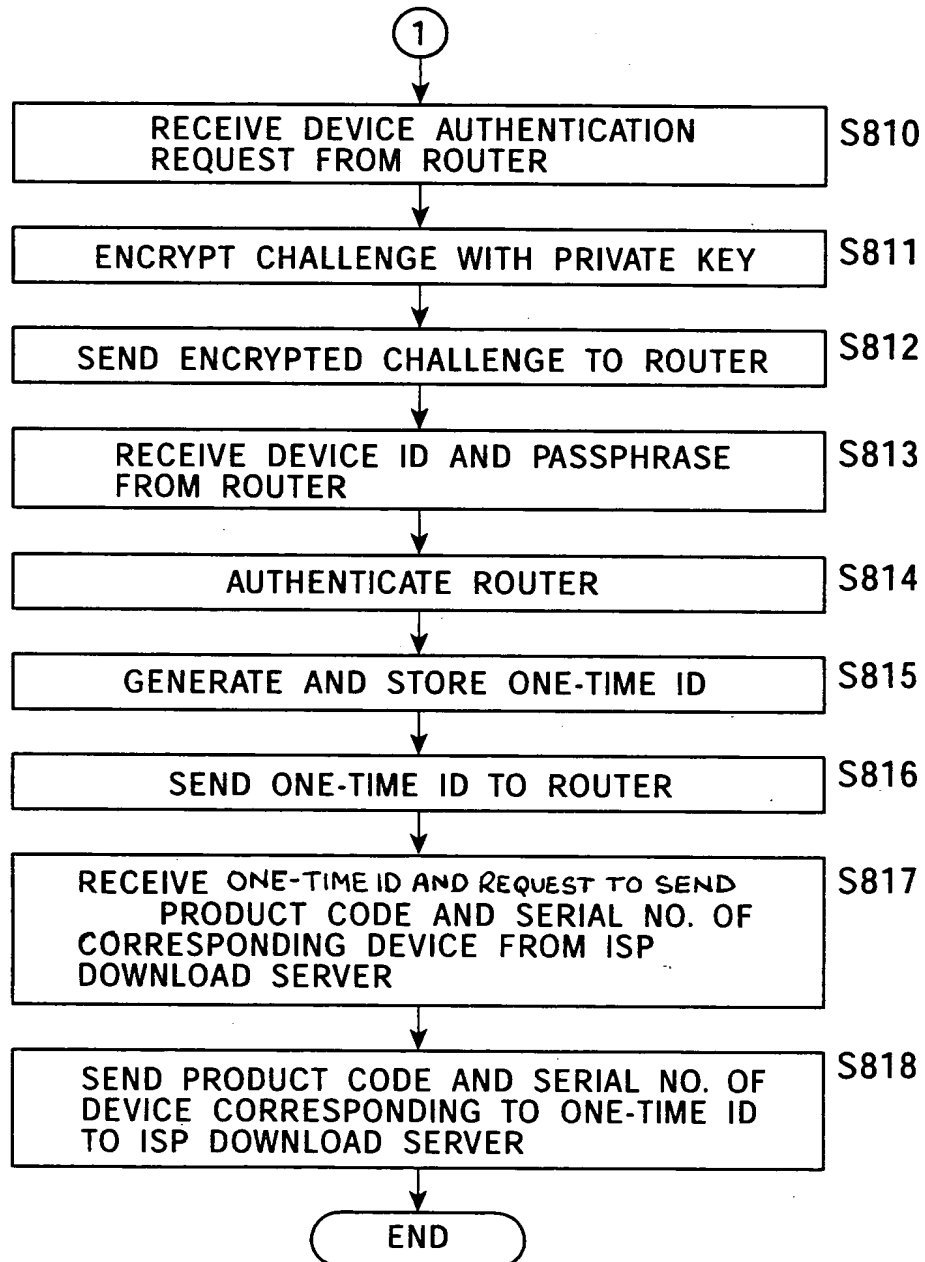 1
RECEIVE DEVICE AUTHENTICATION S810
REQUEST FROM ROUTER
ENCRYPT CHALLENGE WITH PRIVATE KEY S811
SEND ENCRYPTED CHALLENGE TO ROUTER S812
RECEIVE DEVICE ID AND PASSPHRASE S813
FROM ROUTER
AUTHENTICATE ROUTER S814
GENERATE AND STORE ONE-TIME ID S815
SEND ONE-TIME ID TO ROUTER S816
RECEIVE ONE-TIME ID AND REQUEST TO SEND S817
PRODUCT CODE AND SERIAL NO. OF
CORRESPONDING DEVICE FROM ISP
DOWNLOAD SERVER
SEND PRODUCT CODE AND SERIAL NO. OF S818
DEVICE CORRESPONDING TO ONE-TIME ID
TO ISP DOWNLOAD SERVER
END